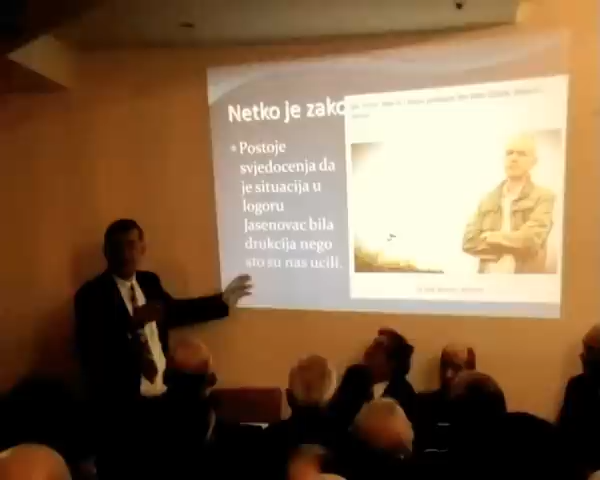 Netko je zako
• Postoje
svjedocenja da
je situacija u
logoru
Jasenovac bila
drukcija nego
sto su nas ucili.